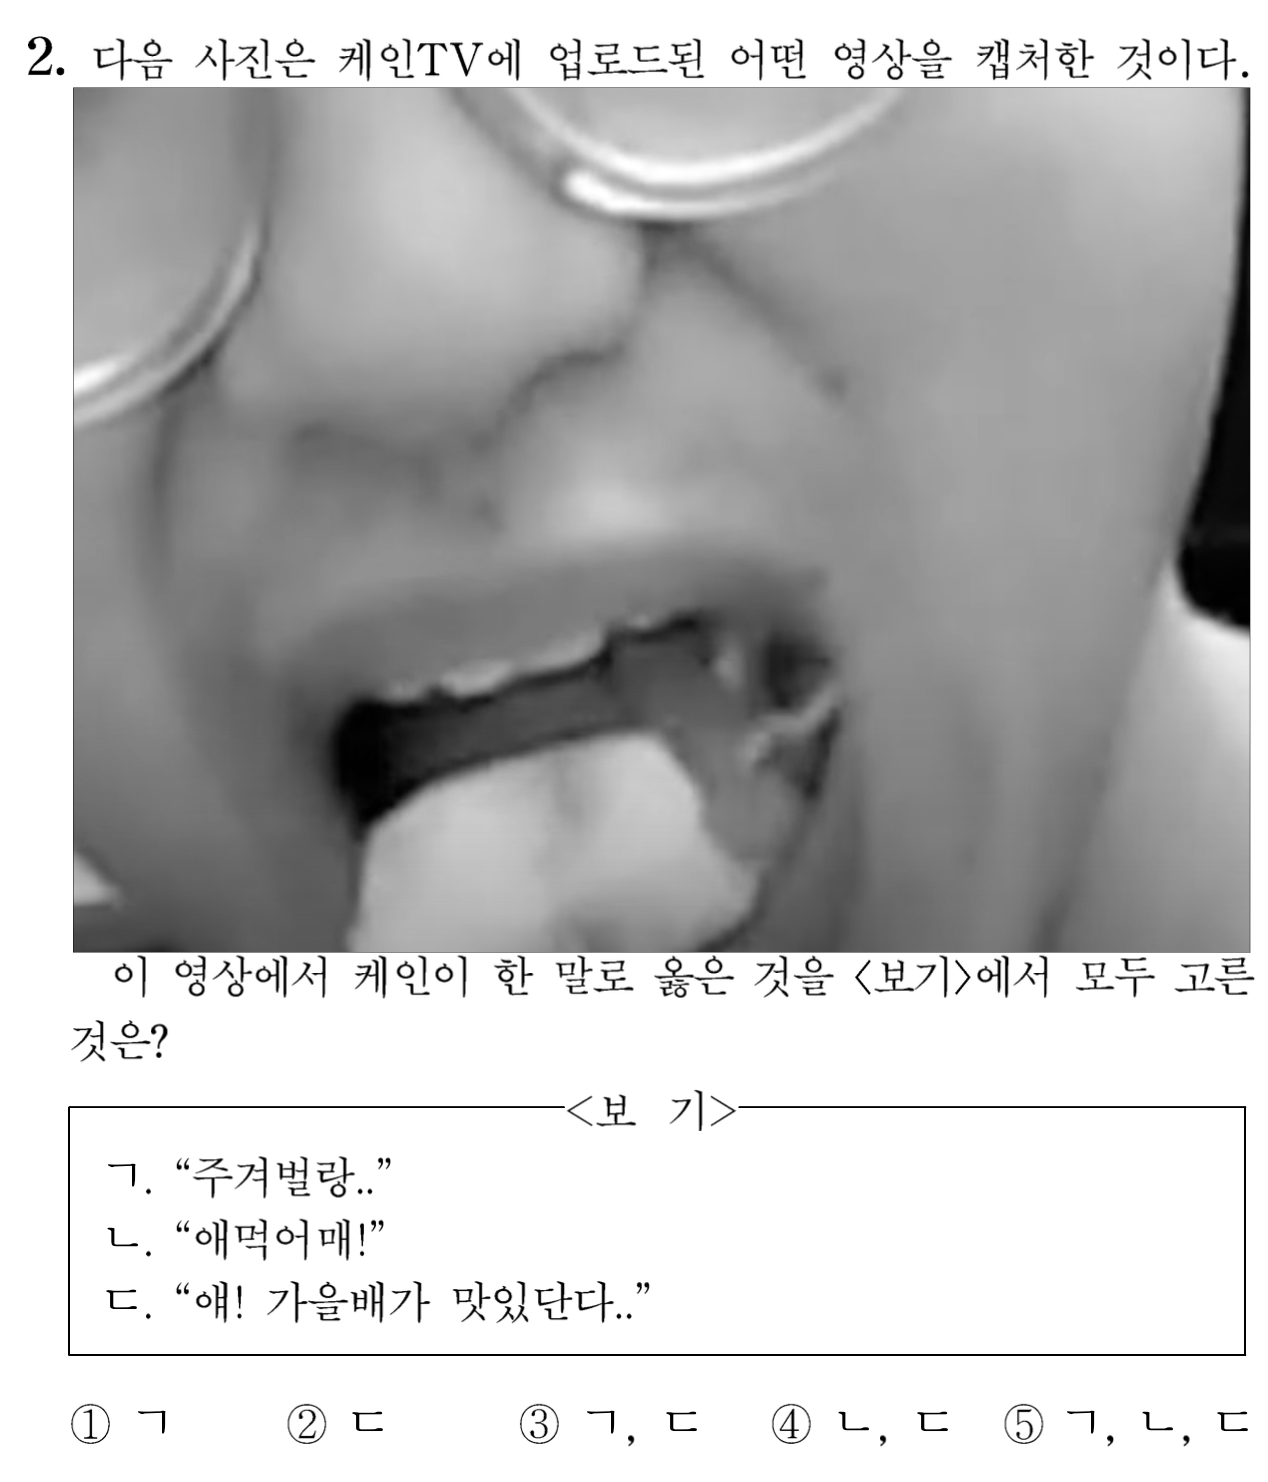 2. 다음 사진은 케인TV에 업로드된 어떤 영상을 캡처한 것이다.
이 영상에서 케인이 한 말로 옳은 것을 <보기>에서 모두 고른
것은?
<보 기>
ㄱ. “주겨벌랑..”
ㄴ. “애먹어매!”
ㄷ. “얘! 가을배가 맛있단다..”
① ㄱ ② ㄷ ③ ㄱ, ㄷ ④ ㄴ, ㄷ ⑤ ㄱ, ㄴ, ㄷ